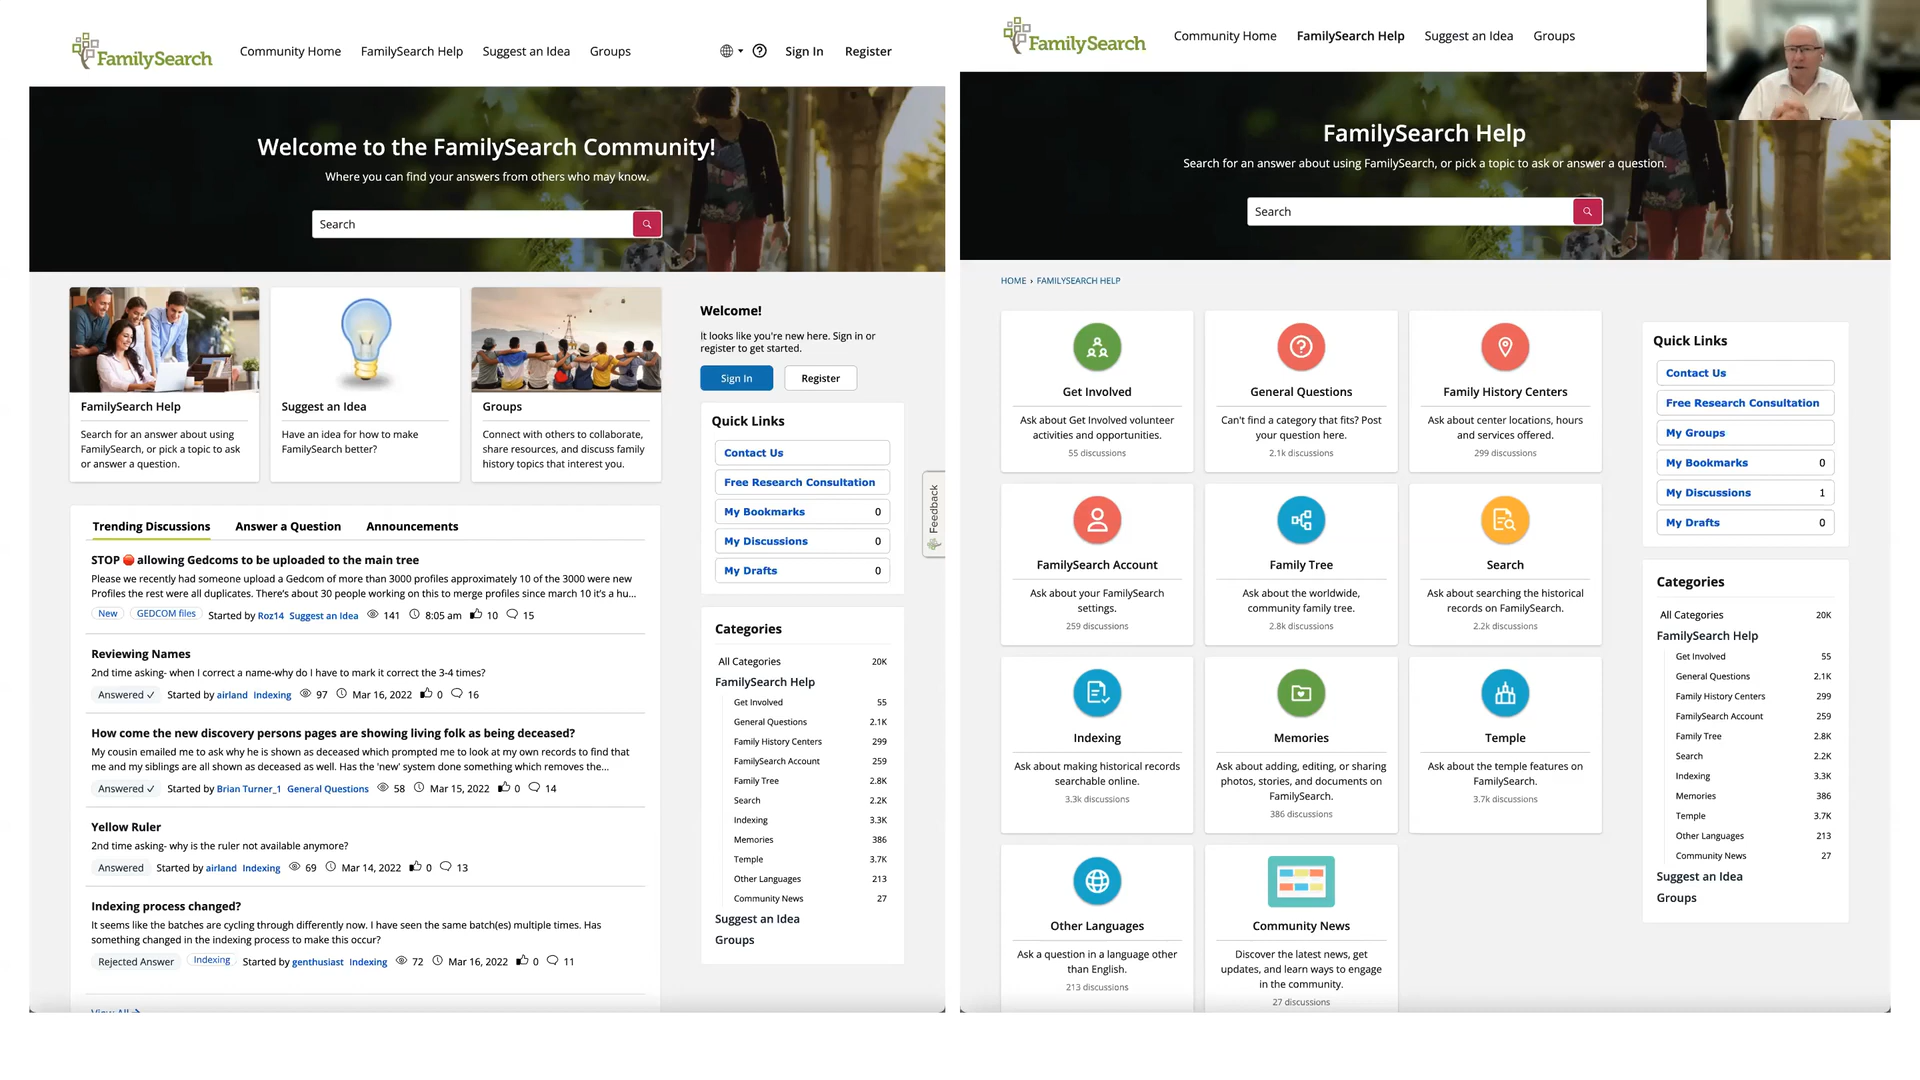 FamilySearch
Community Home FamilySearch Help Suggest an Idea Groups Sign In Register
Welcome to the FamilySearch Community!
Where you can find your answers from others who may know.
Search
FamilySearch Help
Search for an answer about using
FamilySearch, or pick a topic to ask
or answer a question.
Suggest an Idea
Have an idea for how to make
FamilySearch better?
Groups
Connect with others to collaborate,
share resources, and discuss family
history topics that interest you.
Trending Discussions Answer a Question Announcements
STOP allowing Gedcoms to be uploaded to the main tree
Please we recently had someone upload a Gedcom of more than 3000 profiles approximately 10 of the 3000 were new
Profiles the rest were all duplicates. There's about 30 people working on this to merge profiles since march 10 it's a hu...
New GEDCOM files Started by Roz14 Suggest an Idea 141 8:05 am 10 15
Reviewing Names
2nd time asking- when I correct a name-why do I have to mark it correct the 3-4 times?
Answered ✓ Started by airland Indexing 97 Mar 16, 2022 0 16
How come the new discovery persons pages are showing living folk as being deceased?
My cousin emailed me to ask why he is shown as deceased which prompted me to look at my own records to find that
me and my siblings are all shown as deceased as well. Has the 'new' system done something which removes the...
Answered ✓ Started by Brian Turner_1 General Questions 58 Mar 15, 2022 0 14
Yellow Ruler
2nd time asking- why is the ruler not available anymore?
Answered Started by airland Indexing 69 Mar 14, 2022 0 13
Indexing process changed?
It seems like the batches are cycling through differently now. I have seen the same batch(es) multiple times. Has
something changed in the indexing process to make this occur?
Rejected Answer Indexing Started by genthusiast Indexing 72 Mar 16, 2022 0 11
View All
Welcome!
It looks like you're new here. Sign in or
register to get started.
Sign In Register
Quick Links
Contact Us
Free Research Consultation
My Bookmarks 0
My Discussions 0
My Drafts 0
Feedback
Categories
All Categories 20K
FamilySearch Help
Get Involved 55
General Questions 2.1K
Family History Centers 299
FamilySearch Account 259
Family Tree 2.8K
Search 2.2K
Indexing 3.3K
Memories 386
Temple 3.7K
Other Languages 213
Community News 27
Suggest an Idea
Groups
FamilySearch
Community Home FamilySearch Help Suggest an Idea Groups
FamilySearch Help
Search for an answer about using FamilySearch, or pick a topic to ask or answer a question.
Search
HOME › FAMILYSEARCH HELP
Get Involved
Ask about Get Involved volunteer
activities and opportunities.
55 discussions
General Questions
Can't find a category that fits? Post
your question here.
2.1k discussions
Family History Centers
Ask about center locations, hours
and services offered.
299 discussions
FamilySearch Account
Ask about your FamilySearch
settings.
259 discussions
Family Tree
Ask about the worldwide,
community family tree.
2.8k discussions
Search
Ask about searching the historical
records on FamilySearch.
2.2k discussions
Indexing
Ask about making historical records
searchable online.
3.3k discussions
Memories
Ask about adding, editing, or sharing
photos, stories, and documents on
FamilySearch.
386 discussions
Temple
Ask about the temple features on
FamilySearch.
3.7k discussions
Other Languages
Ask a question in a language other
than English.
213 discussions
Community News
Discover the latest news, get
updates, and learn ways to engage
in the community.
27 discussions
Quick Links
Contact Us
Free Research Consultation
My Groups
My Bookmarks 0
My Discussions 1
My Drafts 0
Categories
All Categories 20K
FamilySearch Help
Get Involved 55
General Questions 2.1K
Family History Centers 299
FamilySearch Account 259
Family Tree 2.8K
Search 2.2K
Indexing 3.3K
Memories 386
Temple 3.7K
Other Languages 213
Community News 27
Suggest an Idea
Groups